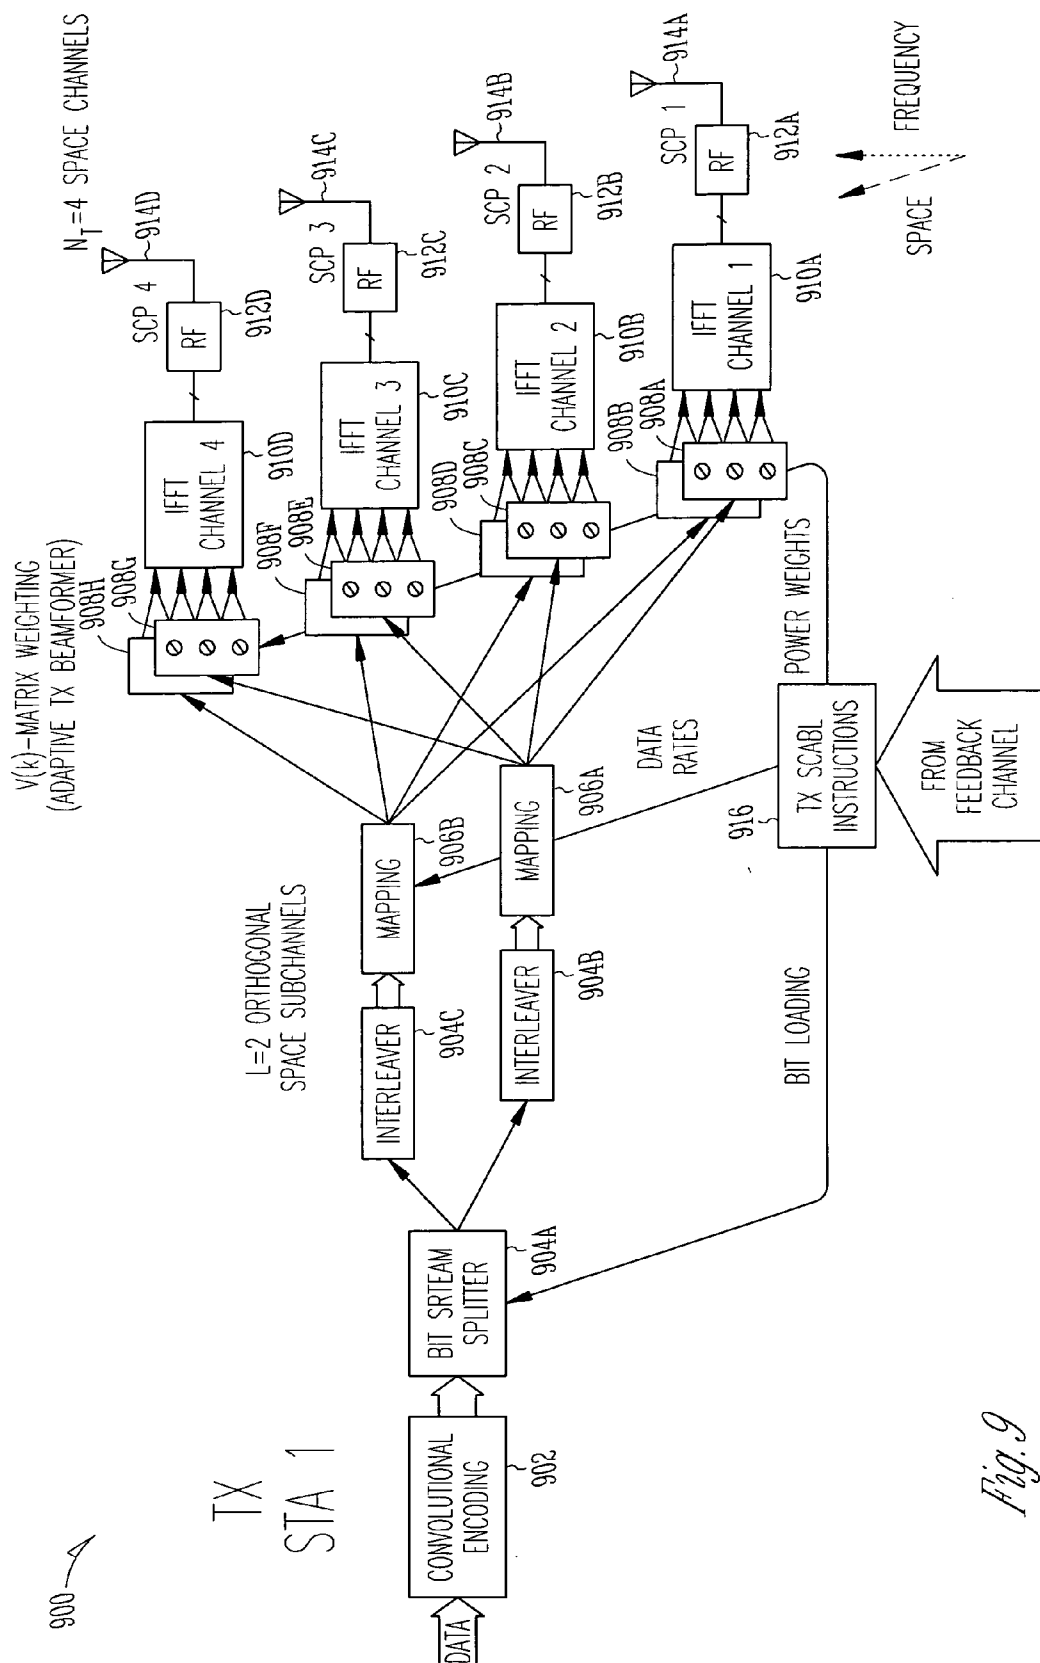 900
TX
STA 1
DATA
CONVOLUTIONAL
ENCODING
902
BIT SRTEAM
SPLITTER
904A
L=2 ORTHOGONAL
SPACE SUBCHANNELS
INTERLEAVER
904C
INTERLEAVER
904B
MAPPING
906B
MAPPING
906A
V(k)-MATRIX WEIGHTING
(ADAPTIVE TX BEAMFORMER)
908H
908G
908F
908E
908D
908C
908B
908A
IFFT
CHANNEL 4
910D
IFFT
CHANNEL 3
910C
IFFT
CHANNEL 2
910B
IFFT
CHANNEL 1
910A
N_T=4 SPACE CHANNELS
SCP 4
RF
912D
914D
SCP 3
RF
912C
914C
SCP 2
RF
912B
914B
SCP 1
RF
912A
914A
BIT LOADING
DATA
RATES
POWER WEIGHTS
916
TX SCABL
INSTRUCTIONS
FROM
FEEDBACK
CHANNEL
SPACE
FREQUENCY
Fig. 9